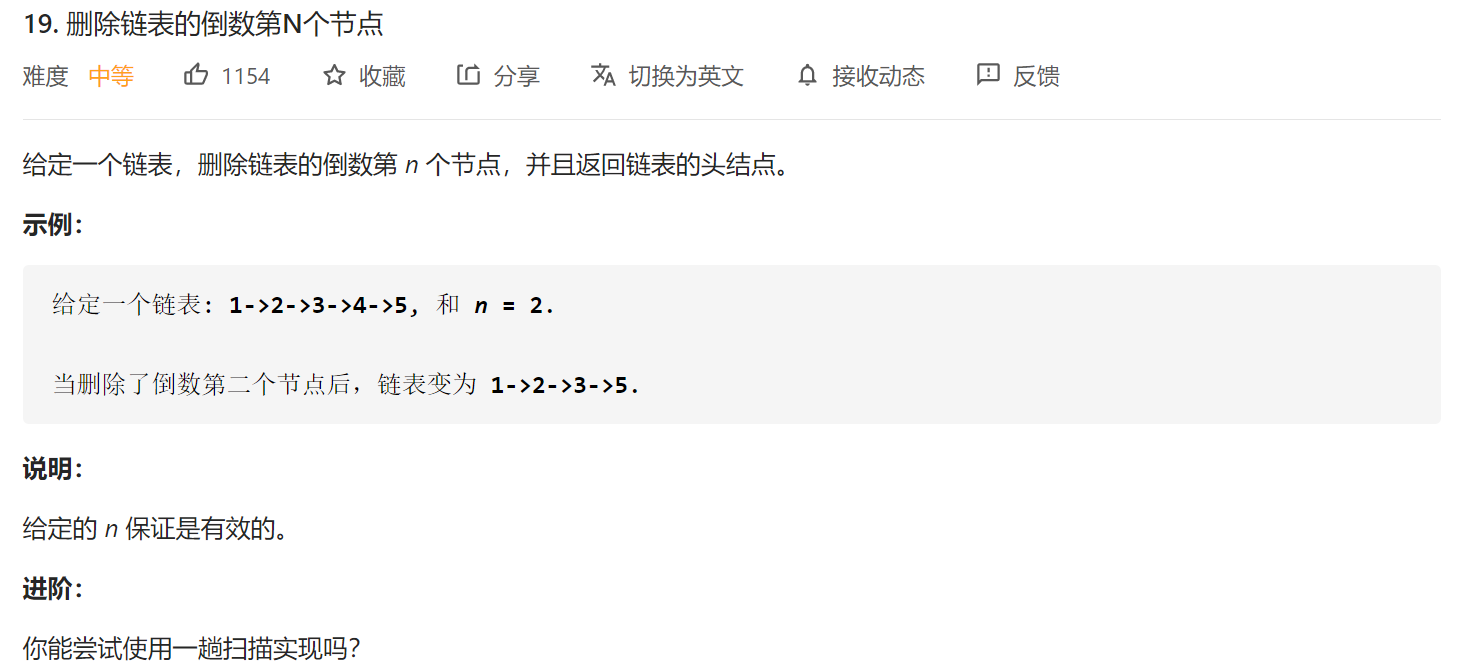 19. 删除链表的倒数第N个节点
难度 中等 1154 收藏 分享 切换为英文 接收动态 反馈
给定一个链表，删除链表的倒数第 n 个节点，并且返回链表的头结点。
示例：
给定一个链表: 1->2->3->4->5, 和 n = 2.
当删除了倒数第二个节点后，链表变为 1->2->3->5.
说明：
给定的 n 保证是有效的。
进阶：
你能尝试使用一趟扫描实现吗？